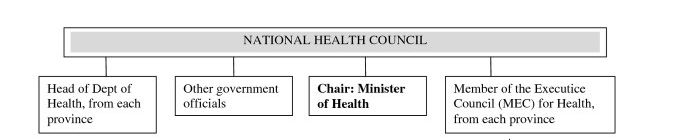 NATIONAL HEALTH COUNCIL
Head of Dept of
Health, from each
province
Other government
officials
Chair: Minister
of Health
Member of the Executice
Council (MEC) for Health,
from each province